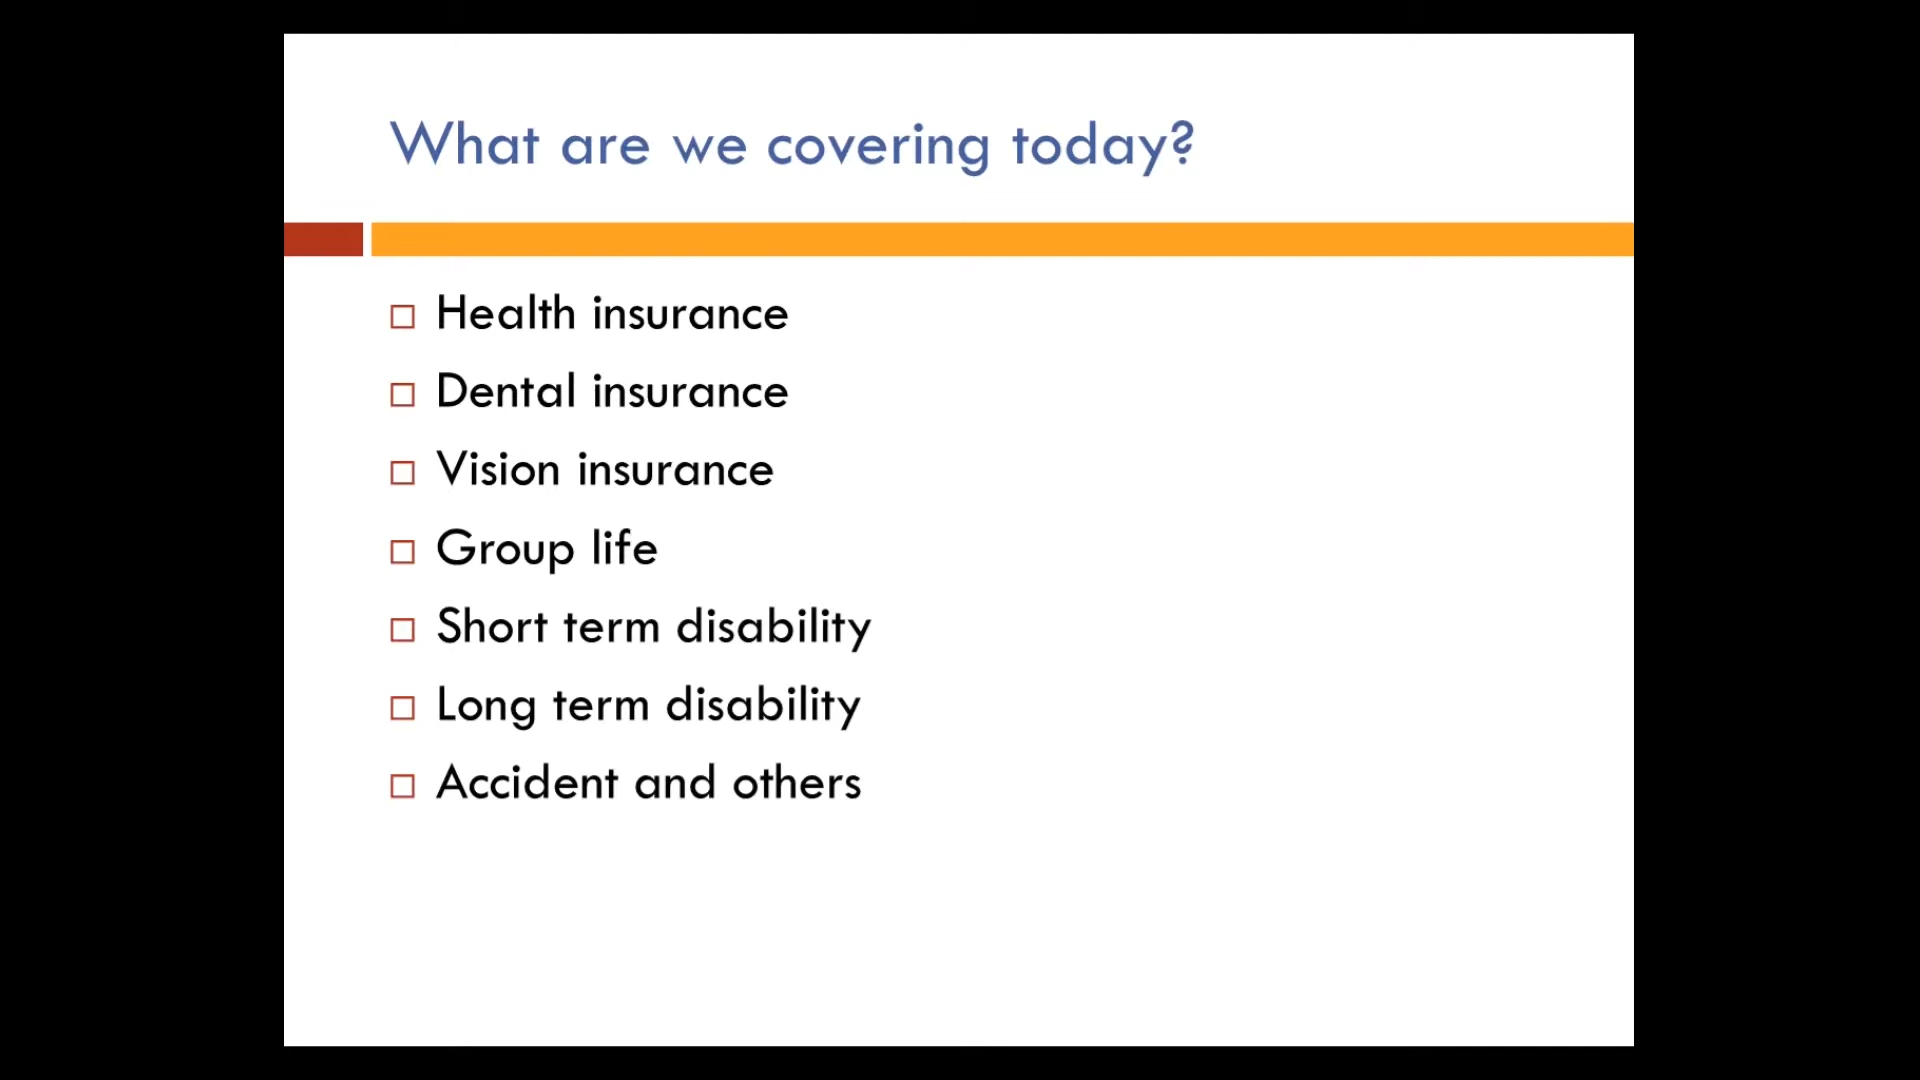 What are we covering today?
Health insurance
Dental insurance
Vision insurance
Group life
Short term disability
Long term disability
Accident and others